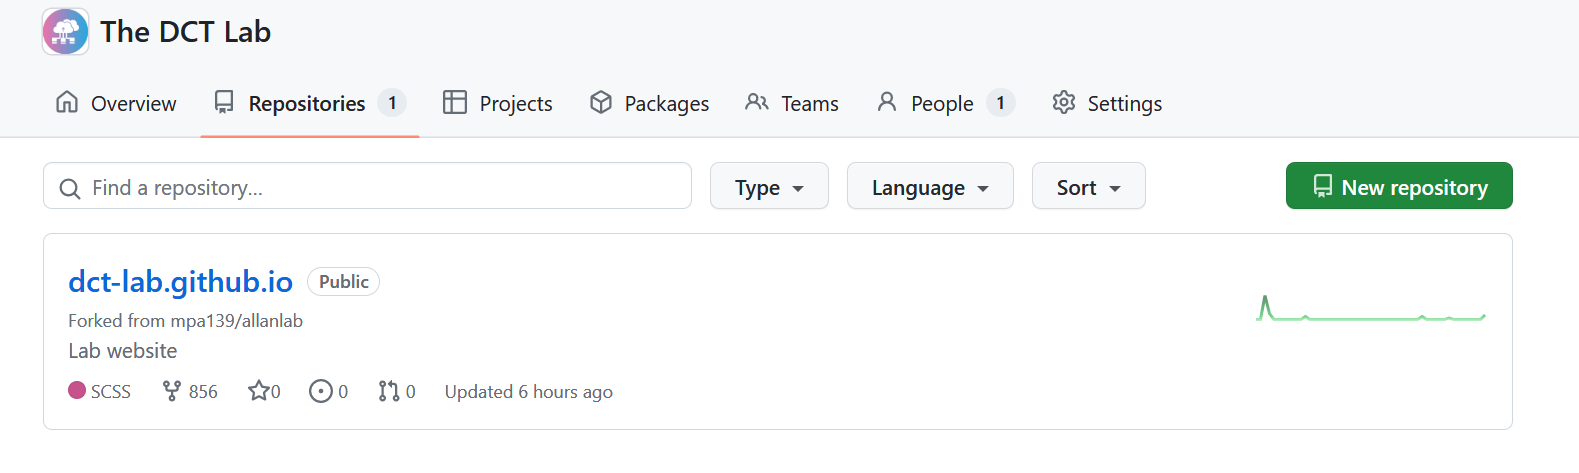 The DCT Lab
Overview Repositories 1 Projects Packages Teams People 1 Settings
Find a repository... Type Language Sort New repository
dct-lab.github.io Public
Forked from mpa139/allanlab
Lab website
SCSS 856 0 0 0 Updated 6 hours ago